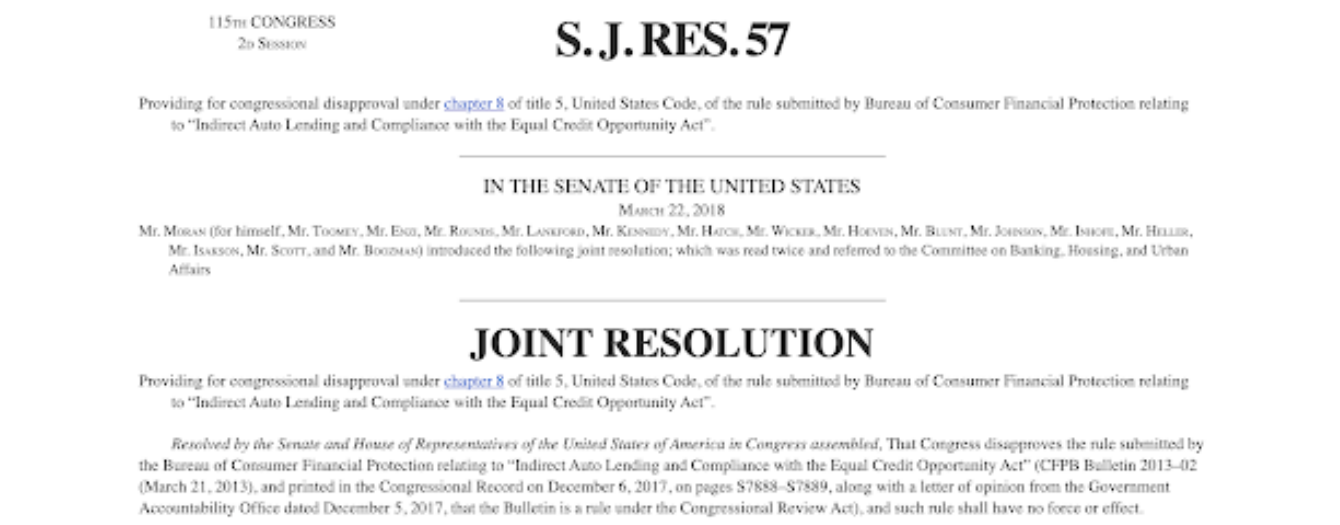 115TH CONGRESS
2D SESSION
S. J. RES. 57
Providing for congressional disapproval under chapter 8 of title 5, United States Code, of the rule submitted by Bureau of Consumer Financial Protection relating
to “Indirect Auto Lending and Compliance with the Equal Credit Opportunity Act”.
IN THE SENATE OF THE UNITED STATES
MARCH 22, 2018
Mr. MORAN (for himself, Mr. TOOMEY, Mr. ENZI, Mr. ROUNDS, Mr. LANKFORD, Mr. KENNEDY, Mr. HATCH, Mr. WICKER, Mr. HOEVEN, Mr. BLUNT, Mr. JOHNSON, Mr. INHOFE, Mr. HELLER,
Mr. ISAKSON, Mr. SCOTT, and Mr. BOOZMAN) introduced the following joint resolution; which was read twice and referred to the Committee on Banking, Housing, and Urban
Affairs
JOINT RESOLUTION
Providing for congressional disapproval under chapter 8 of title 5, United States Code, of the rule submitted by Bureau of Consumer Financial Protection relating
to “Indirect Auto Lending and Compliance with the Equal Credit Opportunity Act”.
Resolved by the Senate and House of Representatives of the United States of America in Congress assembled, That Congress disapproves the rule submitted by
the Bureau of Consumer Financial Protection relating to “Indirect Auto Lending and Compliance with the Equal Credit Opportunity Act” (CFPB Bulletin 2013–02
(March 21, 2013), and printed in the Congressional Record on December 6, 2017, on pages S7888–S7889, along with a letter of opinion from the Government
Accountability Office dated December 5, 2017, that the Bulletin is a rule under the Congressional Review Act), and such rule shall have no force or effect.